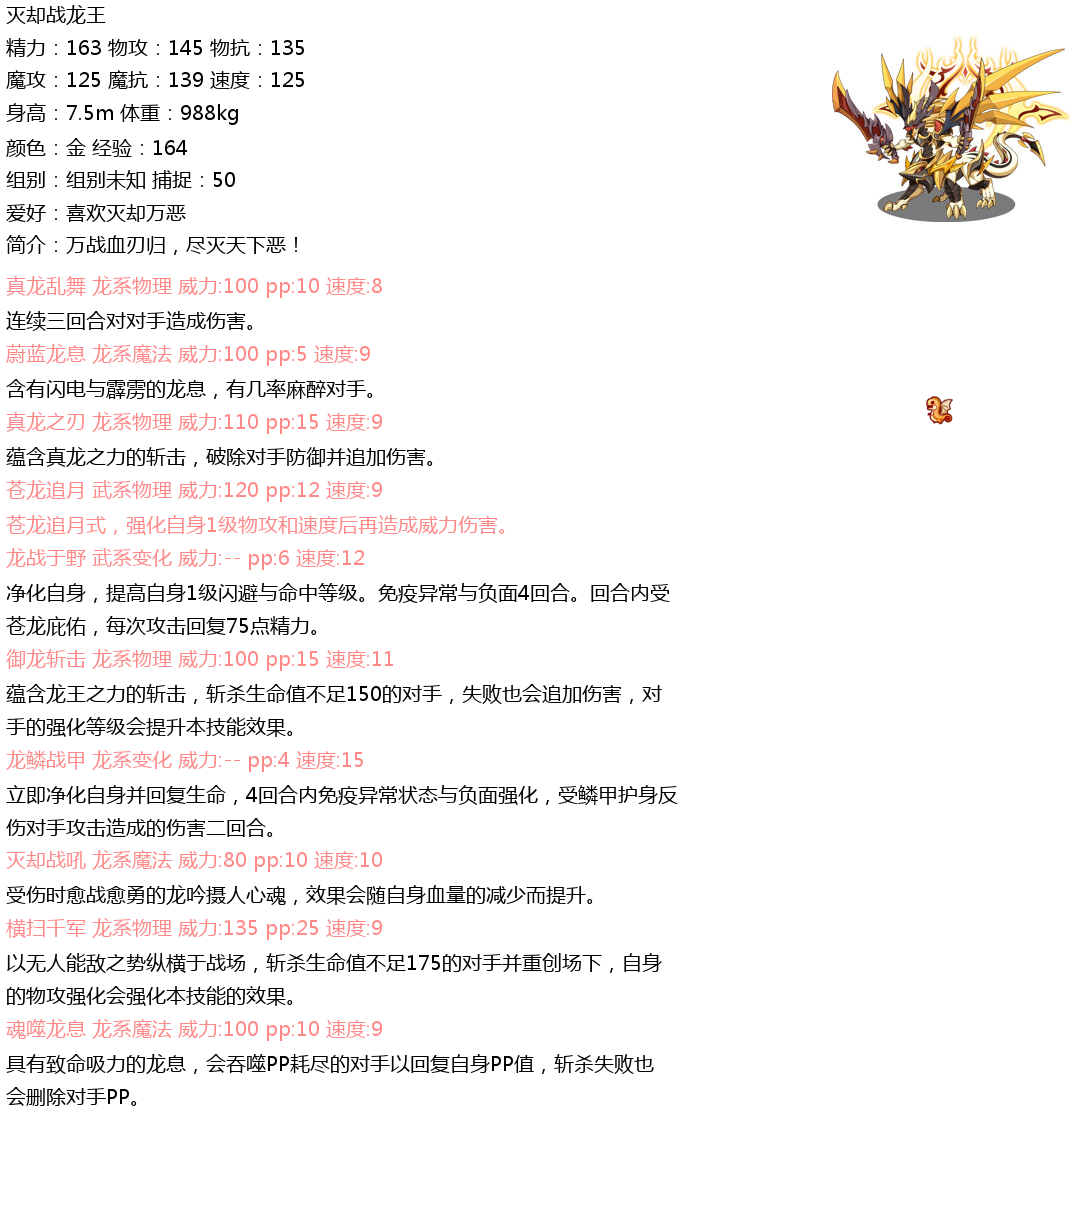 灭却战龙王
精力：163 物攻：145 物抗：135
魔攻：125 魔抗：139 速度：125
身高：7.5m 体重：988kg
颜色：金 经验：164
组别：组别未知 捕捉：50
爱好：喜欢灭却万恶
简介：万战血刃归，尽灭天下恶！
真龙乱舞 龙系物理 威力:100 pp:10 速度:8
连续三回合对对手造成伤害。
蔚蓝龙息 龙系魔法 威力:100 pp:5 速度:9
含有闪电与霹雳的龙息，有几率麻醉对手。
真龙之刃 龙系物理 威力:110 pp:15 速度:9
蕴含真龙之力的斩击，破除对手防御并追加伤害。
苍龙追月 武系物理 威力:120 pp:12 速度:9
苍龙追月式，强化自身1级物攻和速度后再造成威力伤害。
龙战于野 武系变化 威力:-- pp:6 速度:12
净化自身，提高自身1级闪避与命中等级。免疫异常与负面4回合。回合内受
苍龙庇佑，每次攻击回复75点精力。
御龙斩击 龙系物理 威力:100 pp:15 速度:11
蕴含龙王之力的斩击，斩杀生命值不足150的对手，失败也会追加伤害，对
手的强化等级会提升本技能效果。
龙鳞战甲 龙系变化 威力:-- pp:4 速度:15
立即净化自身并回复生命，4回合内免疫异常状态与负面强化，受鳞甲护身反
伤对手攻击造成的伤害二回合。
灭却战吼 龙系魔法 威力:80 pp:10 速度:10
受伤时愈战愈勇的龙吟摄人心魂，效果会随自身血量的减少而提升。
横扫千军 龙系物理 威力:135 pp:25 速度:9
以无人能敌之势纵横于战场，斩杀生命值不足175的对手并重创场下，自身
的物攻强化会强化本技能的效果。
魂噬龙息 龙系魔法 威力:100 pp:10 速度:9
具有致命吸力的龙息，会吞噬PP耗尽的对手以回复自身PP值，斩杀失败也
会删除对手PP。